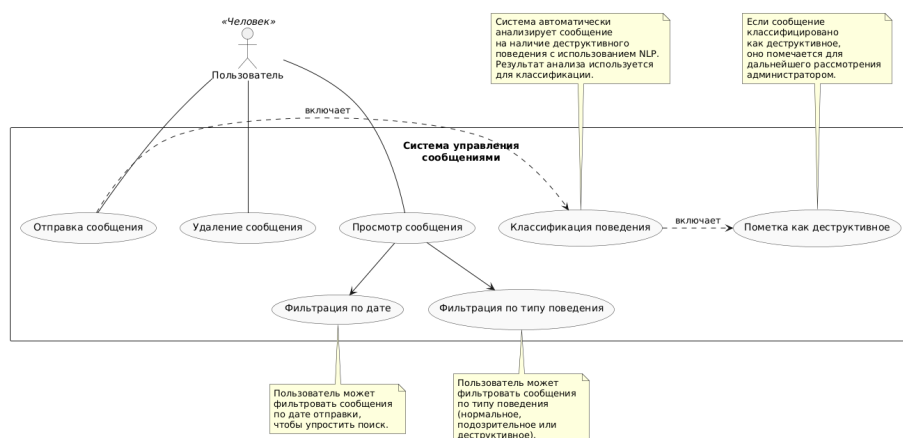 «Человек»
Пользователь
Система автоматически
анализирует сообщение
на наличие деструктивного
поведения с использованием NLP.
Результат анализа используется
для классификации.
Если сообщение
классифицировано
как деструктивное,
оно помечается для
дальнейшего рассмотрения
администратором.
включает
Система управления
сообщениями
Отправка сообщения
Удаление сообщения
Просмотр сообщения
Классификация поведения
включает
Пометка как деструктивное
Фильтрация по дате
Фильтрация по типу поведения
Пользователь может
фильтровать сообщения
по дате отправки,
чтобы упростить поиск.
Пользователь может
фильтровать сообщения
по типу поведения
(нормальное,
подозрительное или
деструктивное).